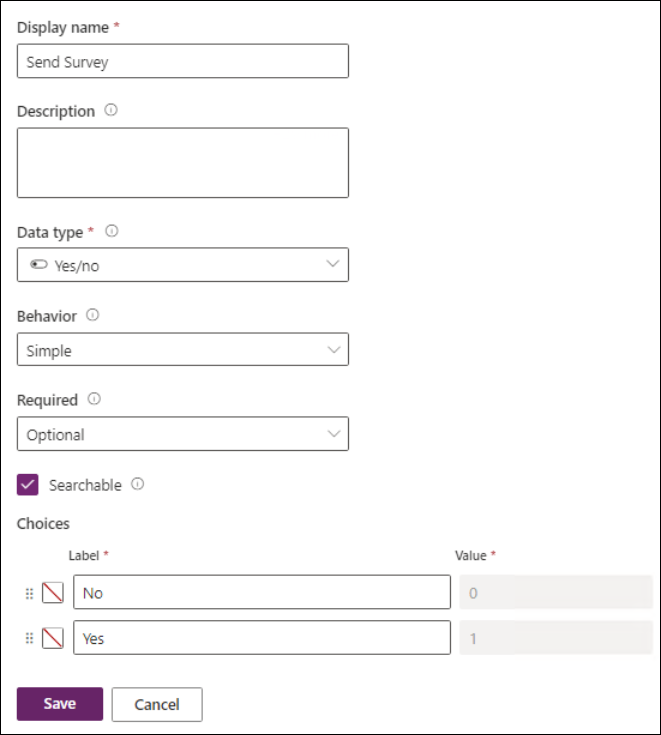 Display name *
Send Survey
Description
Data type *
Yes/no
Behavior
Simple
Required
Optional
Searchable
Choices
Label * Value *
No 0
Yes 1
Save Cancel